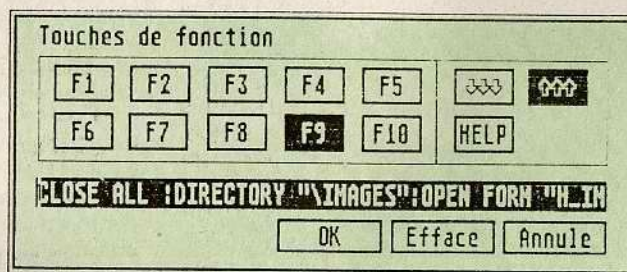 Touches de fonction
F1 F2 F3 F4 F5
F6 F7 F8 F9 F10 HELP
CLOSE ALL :DIRECTORY "\IMAGES":OPEN FORM "H_IM
OK Efface Annule